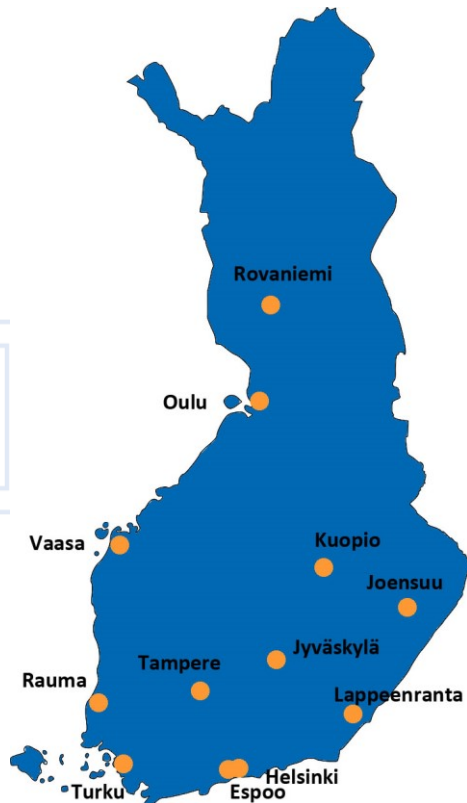 Rovaniemi
Oulu
Vaasa
Kuopio
Joensuu
Jyväskylä
Tampere
Rauma
Lappeenranta
Helsinki
Turku
Espoo